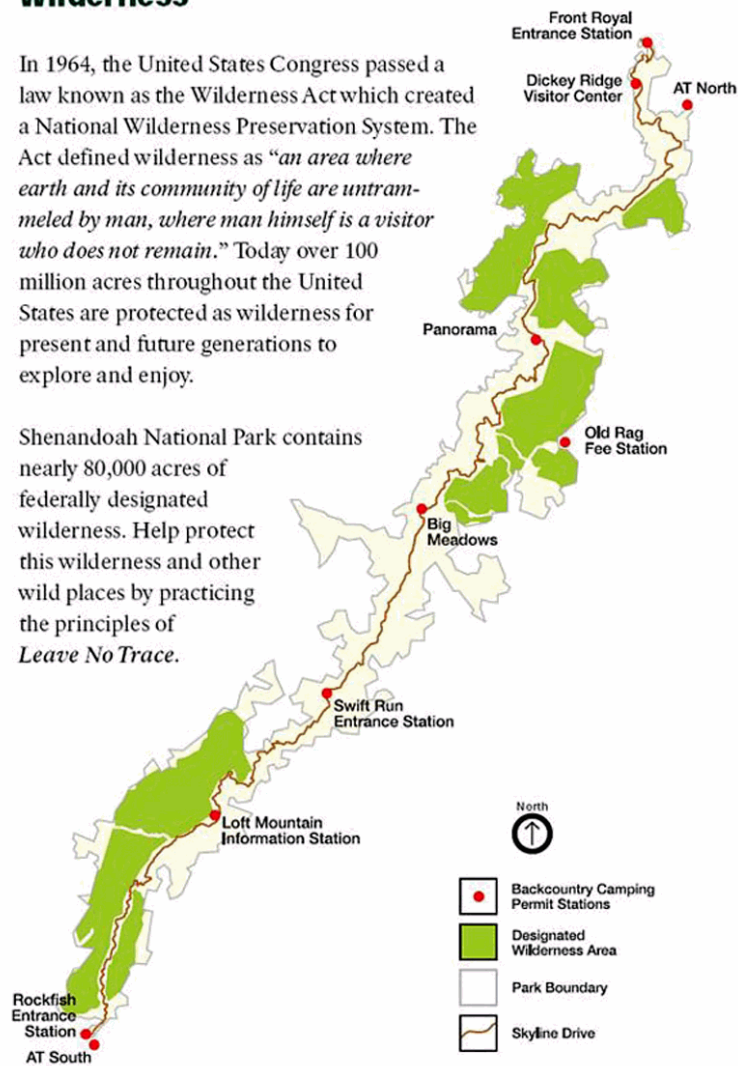 Wilderness
In 1964, the United States Congress passed a
law known as the Wilderness Act which created
a National Wilderness Preservation System. The
Act defined wilderness as “an area where
earth and its community of life are untram-
meled by man, where man himself is a visitor
who does not remain.” Today over 100
million acres throughout the United
States are protected as wilderness for
present and future generations to
explore and enjoy.
Shenandoah National Park contains
nearly 80,000 acres of
federally designated
wilderness. Help protect
this wilderness and other
wild places by practicing
the principles of
Leave No Trace.
Front Royal
Entrance Station
Dickey Ridge
Visitor Center
AT North
Panorama
Old Rag
Fee Station
Big
Meadows
Swift Run
Entrance Station
Loft Mountain
Information Station
Rockfish
Entrance
Station
AT South
North
Backcountry Camping
Permit Stations
Designated
Wilderness Area
Park Boundary
Skyline Drive